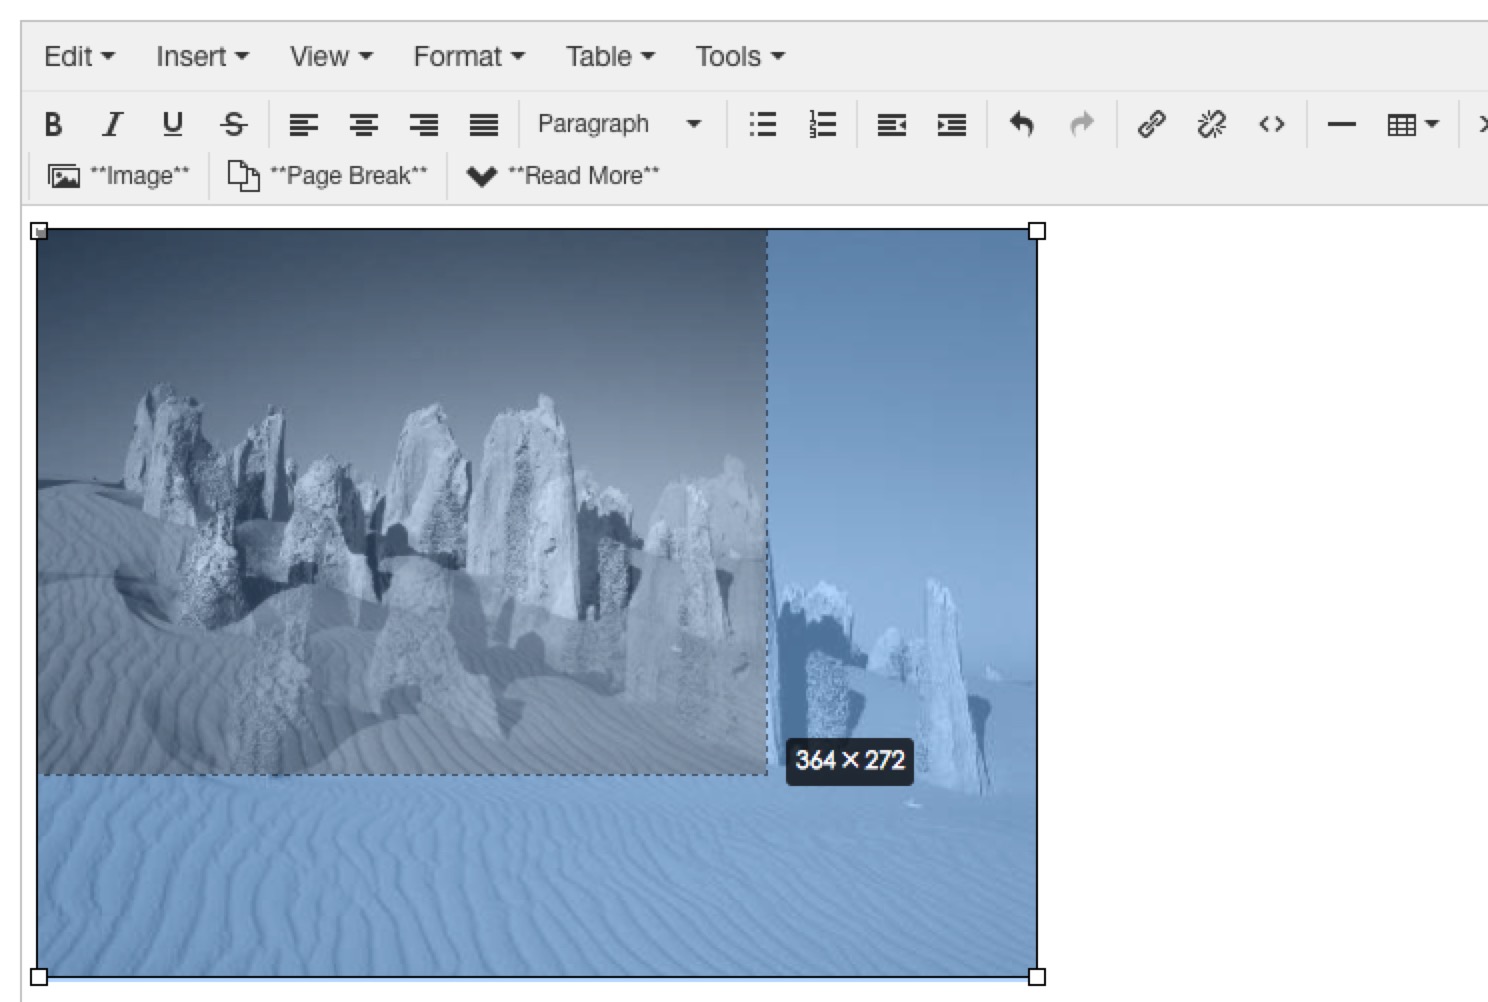 Edit Insert View Format Table Tools
B I U S Paragraph
**Image** **Page Break** **Read More**
364 × 272